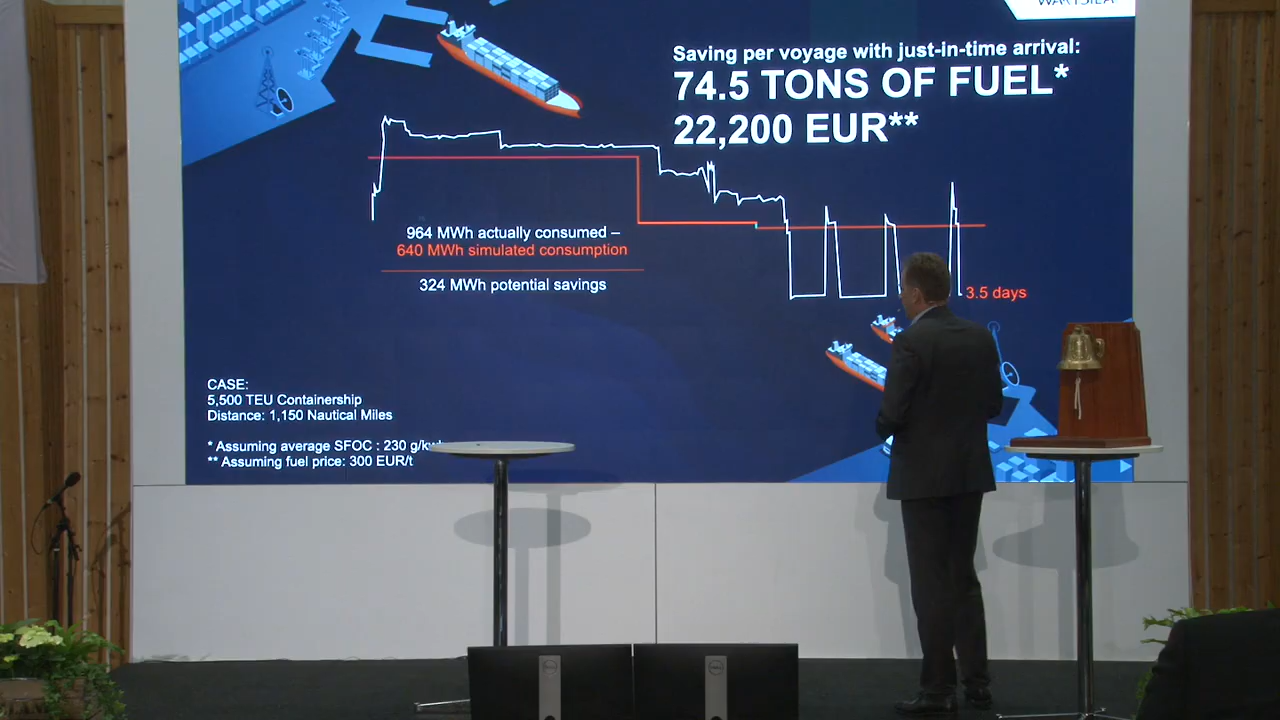 Saving per voyage with just-in-time arrival:
74.5 TONS OF FUEL*
22,200 EUR**
964 MWh actually consumed –
640 MWh simulated consumption
324 MWh potential savings
3.5 days
CASE:
5,500 TEU Containership
Distance: 1,150 Nautical Miles
* Assuming average SFOC : 230
** Assuming fuel price: 300 EUR/t
DELL